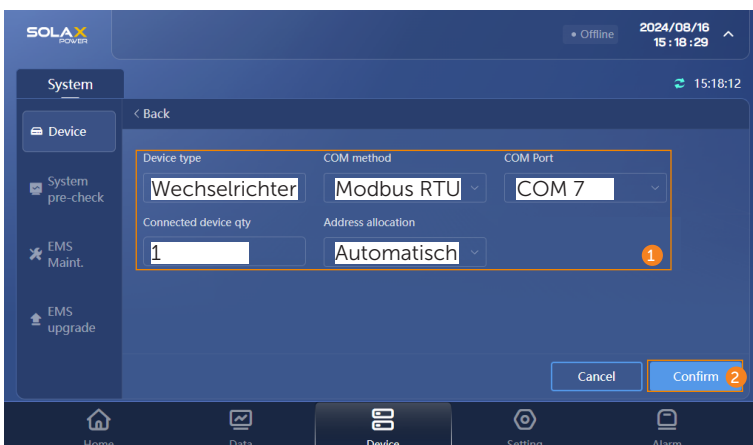 SOLAX
POWER
• Offline
2024/08/16
15:18:29
System
15:18:12
< Back
Device
System
pre-check
EMS
Maint.
EMS
upgrade
Device type
COM method
COM Port
Wechselrichter
Modbus RTU
COM 7
Connected device qty
Address allocation
1
Automatisch
1
Cancel
Confirm
2
Home
Data
Device
Setting
Alarm